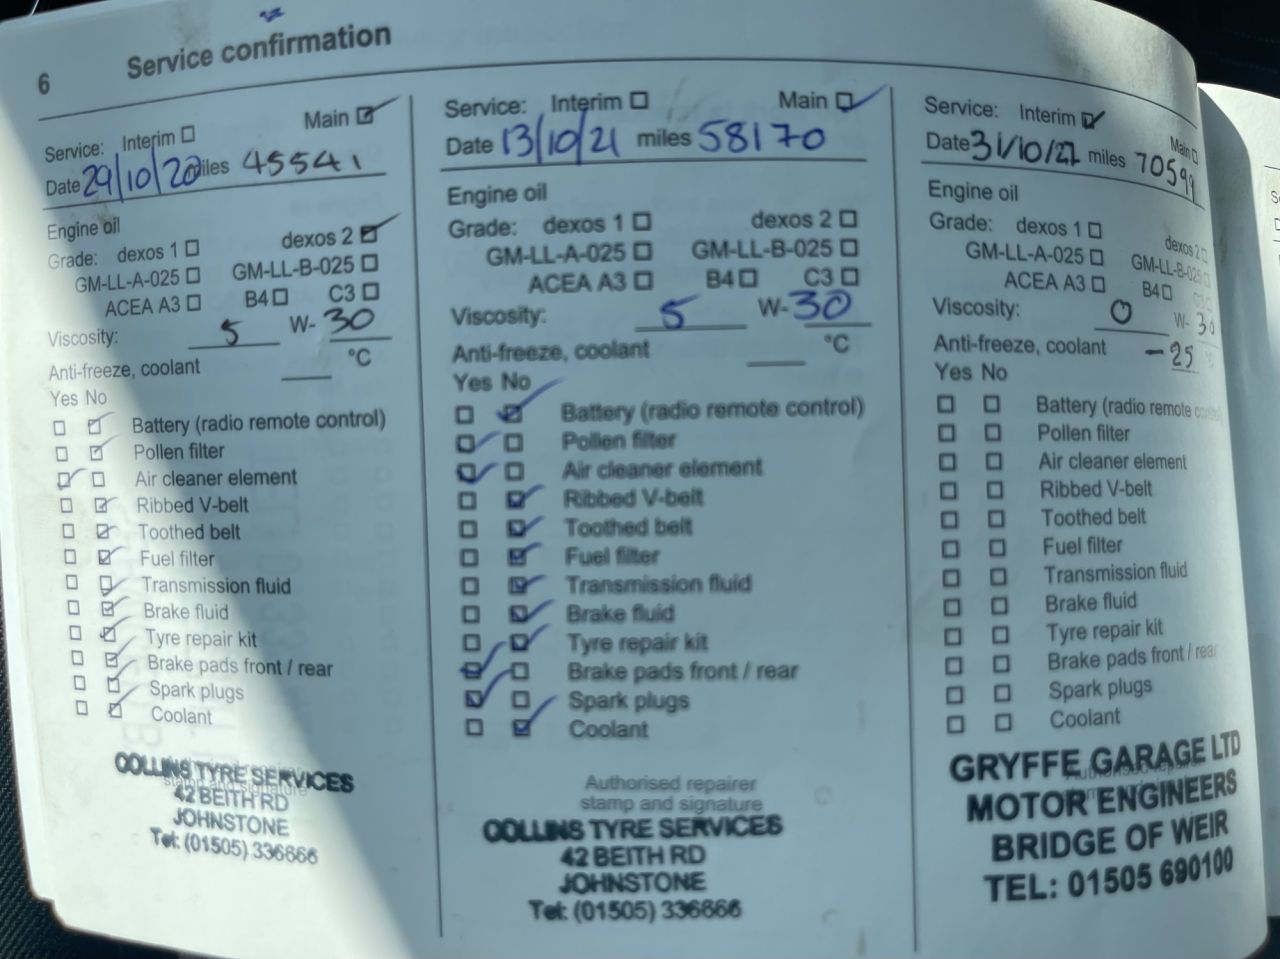 6 Service confirmation
Service: Interim Main
Date 29/10/20 miles 45541
Engine oil
Grade: dexos 1 dexos 2
GM-LL-A-025 GM-LL-B-025
ACEA A3 B4 C3
Viscosity: 5 W- 30
Anti-freeze, coolant °C
Yes No
Battery (radio remote control)
Pollen filter
Air cleaner element
Ribbed V-belt
Toothed belt
Fuel filter
Transmission fluid
Brake fluid
Tyre repair kit
Brake pads front / rear
Spark plugs
Coolant
COLLINS TYRE SERVICES
42 BEITH RD
JOHNSTONE
Tel: (01505) 336666
Service: Interim Main
Date 13/10/21 miles 58170
Engine oil
Grade: dexos 1 dexos 2
GM-LL-A-025 GM-LL-B-025
ACEA A3 B4 C3
Viscosity: 5 W- 30
Anti-freeze, coolant °C
Yes No
Battery (radio remote control)
Pollen filter
Air cleaner element
Ribbed V-belt
Toothed belt
Fuel filter
Transmission fluid
Brake fluid
Tyre repair kit
Brake pads front / rear
Spark plugs
Coolant
Authorised repairer
stamp and signature
COLLINS TYRE SERVICES
42 BEITH RD
JOHNSTONE
Tel: (01505) 336666
Service: Interim Main
Date 31/10/22 miles 70599
Engine oil
Grade: dexos 1 dexos 2
GM-LL-A-025 GM-LL-B-025
ACEA A3 B4 C3
Viscosity: 0 W- 30
Anti-freeze, coolant -25 °C
Yes No
Battery (radio remote control)
Pollen filter
Air cleaner element
Ribbed V-belt
Toothed belt
Fuel filter
Transmission fluid
Brake fluid
Tyre repair kit
Brake pads front / rear
Spark plugs
Coolant
GRYFFE GARAGE LTD
MOTOR ENGINEERS
BRIDGE OF WEIR
TEL: 01505 690100